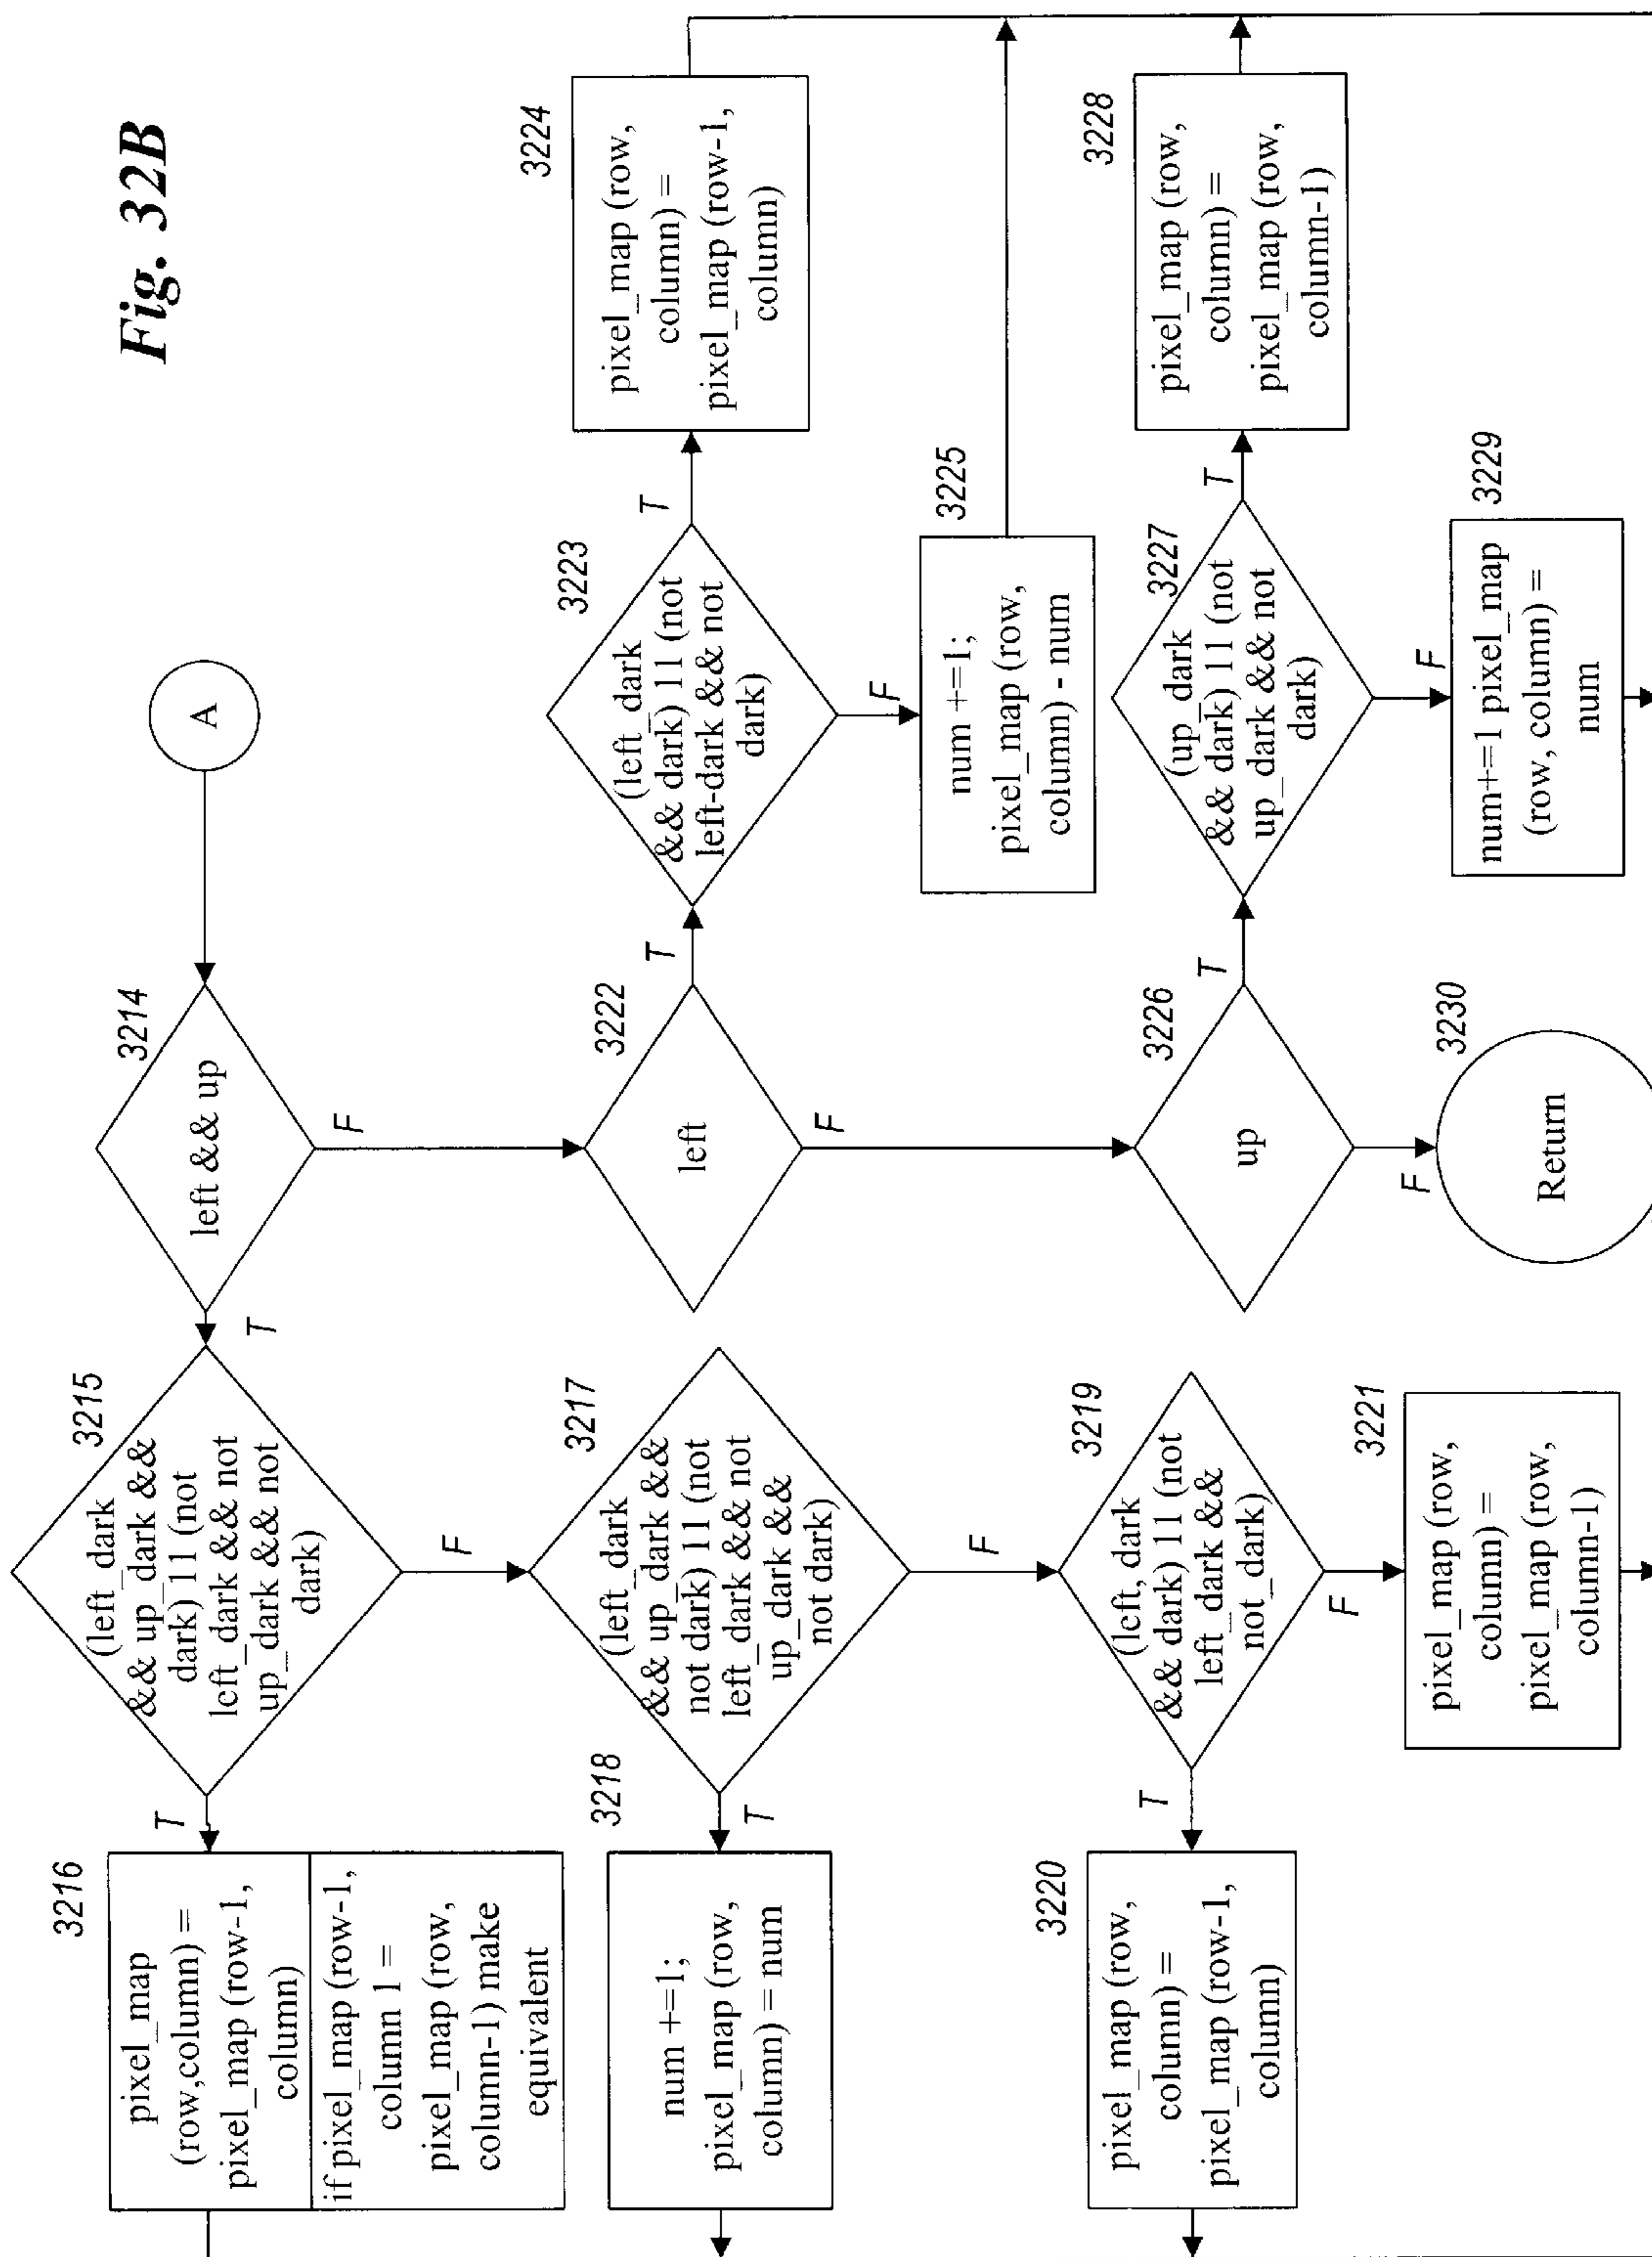 Fig. 32B
A
3214
left && up
T
F
3215
(left_dark
&& up_dark &&
dark) 11 (not
left_dark && not
up_dark && not
dark)
T
F
3216
pixel_map
(row,column) =
pixel_map (row-1,
column)
if pixel_map (row-1,
column 1 =
pixel_map (row,
column-1) make
equivalent
3217
(left_dark
&& up_dark &&
not dark) 11 (not
left_dark && not
up_dark &&
not dark)
T
F
3218
num +=1;
pixel_map (row,
column) = num
3219
(left, dark
&& dark) 11 (not
left_dark &&
not_dark)
T
F
3220
pixel_map (row,
column) =
pixel_map (row-1,
column)
3221
pixel_map (row,
column) =
pixel_map (row,
column-1)
3222
left
T
F
3223
(left_dark
&& dark) 11 (not
left-dark && not
dark)
T
F
3224
pixel_map (row,
column) =
pixel_map (row-1,
column)
3225
num +=1;
pixel_map (row,
column) - num
3226
up
T
F
3227
(up_dark
&& dark) 11 (not
up_dark && not
dark)
T
F
3228
pixel_map (row,
column) =
pixel_map (row,
column-1)
3229
num+=1 pixel_map
(row, column) =
num
3230
Return